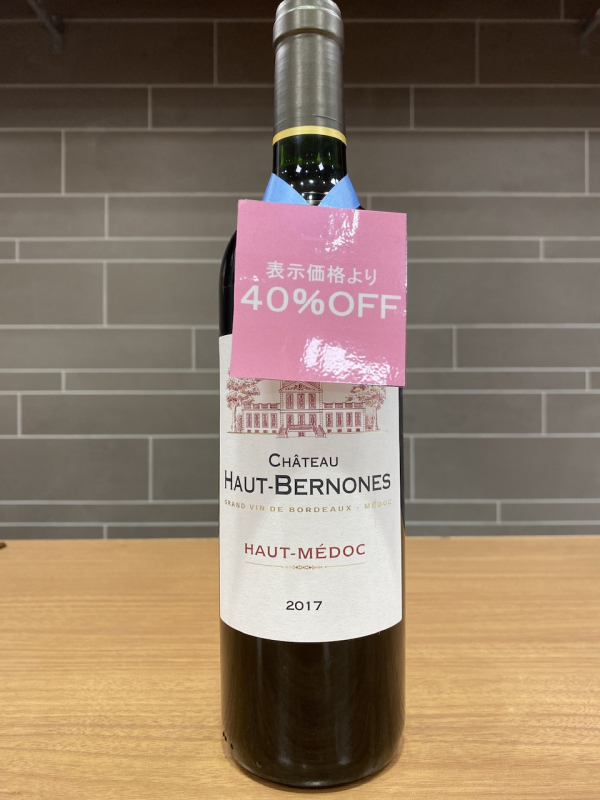 表示価格より
40%OFF
CHÂTEAU
HAUT-BERNONES
GRAND VIN DE BORDEAUX - MÉDOC
HAUT-MÉDOC
2017